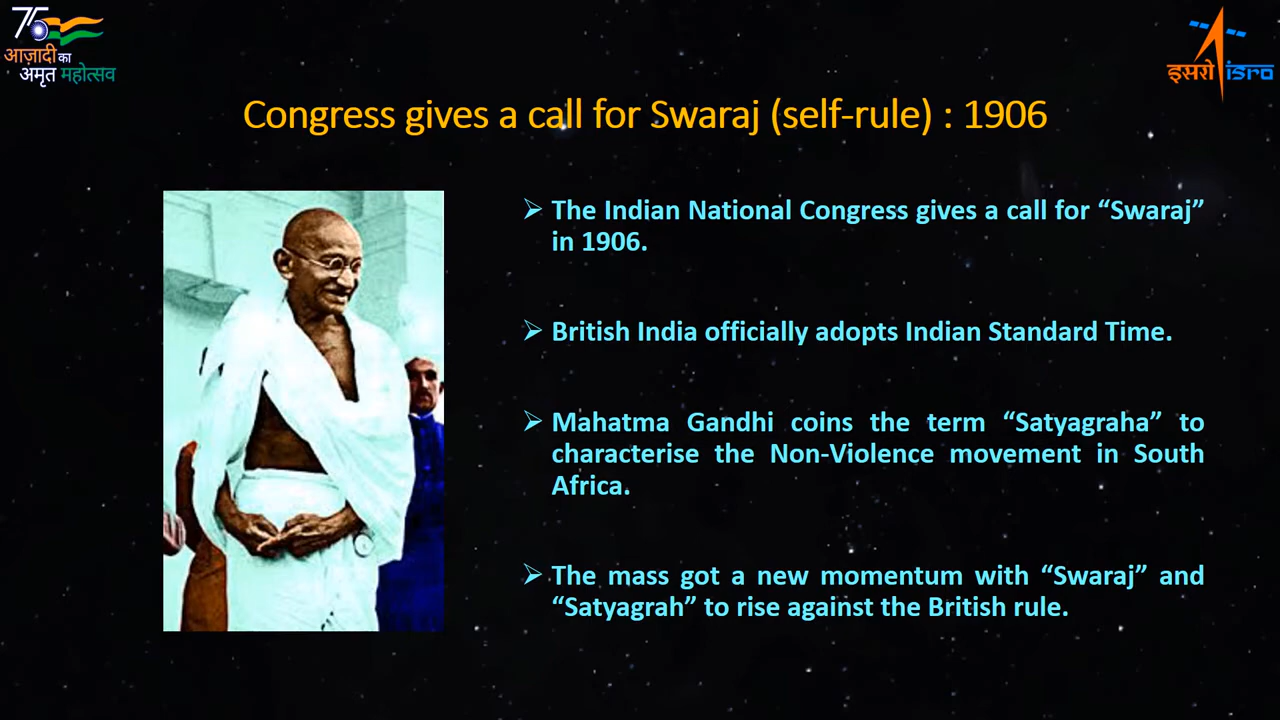 75
आज़ादी का
अमृत महोत्सव
इसरो isro
Congress gives a call for Swaraj (self-rule) : 1906
The Indian National Congress gives a call for “Swaraj”
in 1906.
British India officially adopts Indian Standard Time.
Mahatma Gandhi coins the term “Satyagraha” to
characterise the Non-Violence movement in South
Africa.
The mass got a new momentum with “Swaraj” and
“Satyagrah” to rise against the British rule.